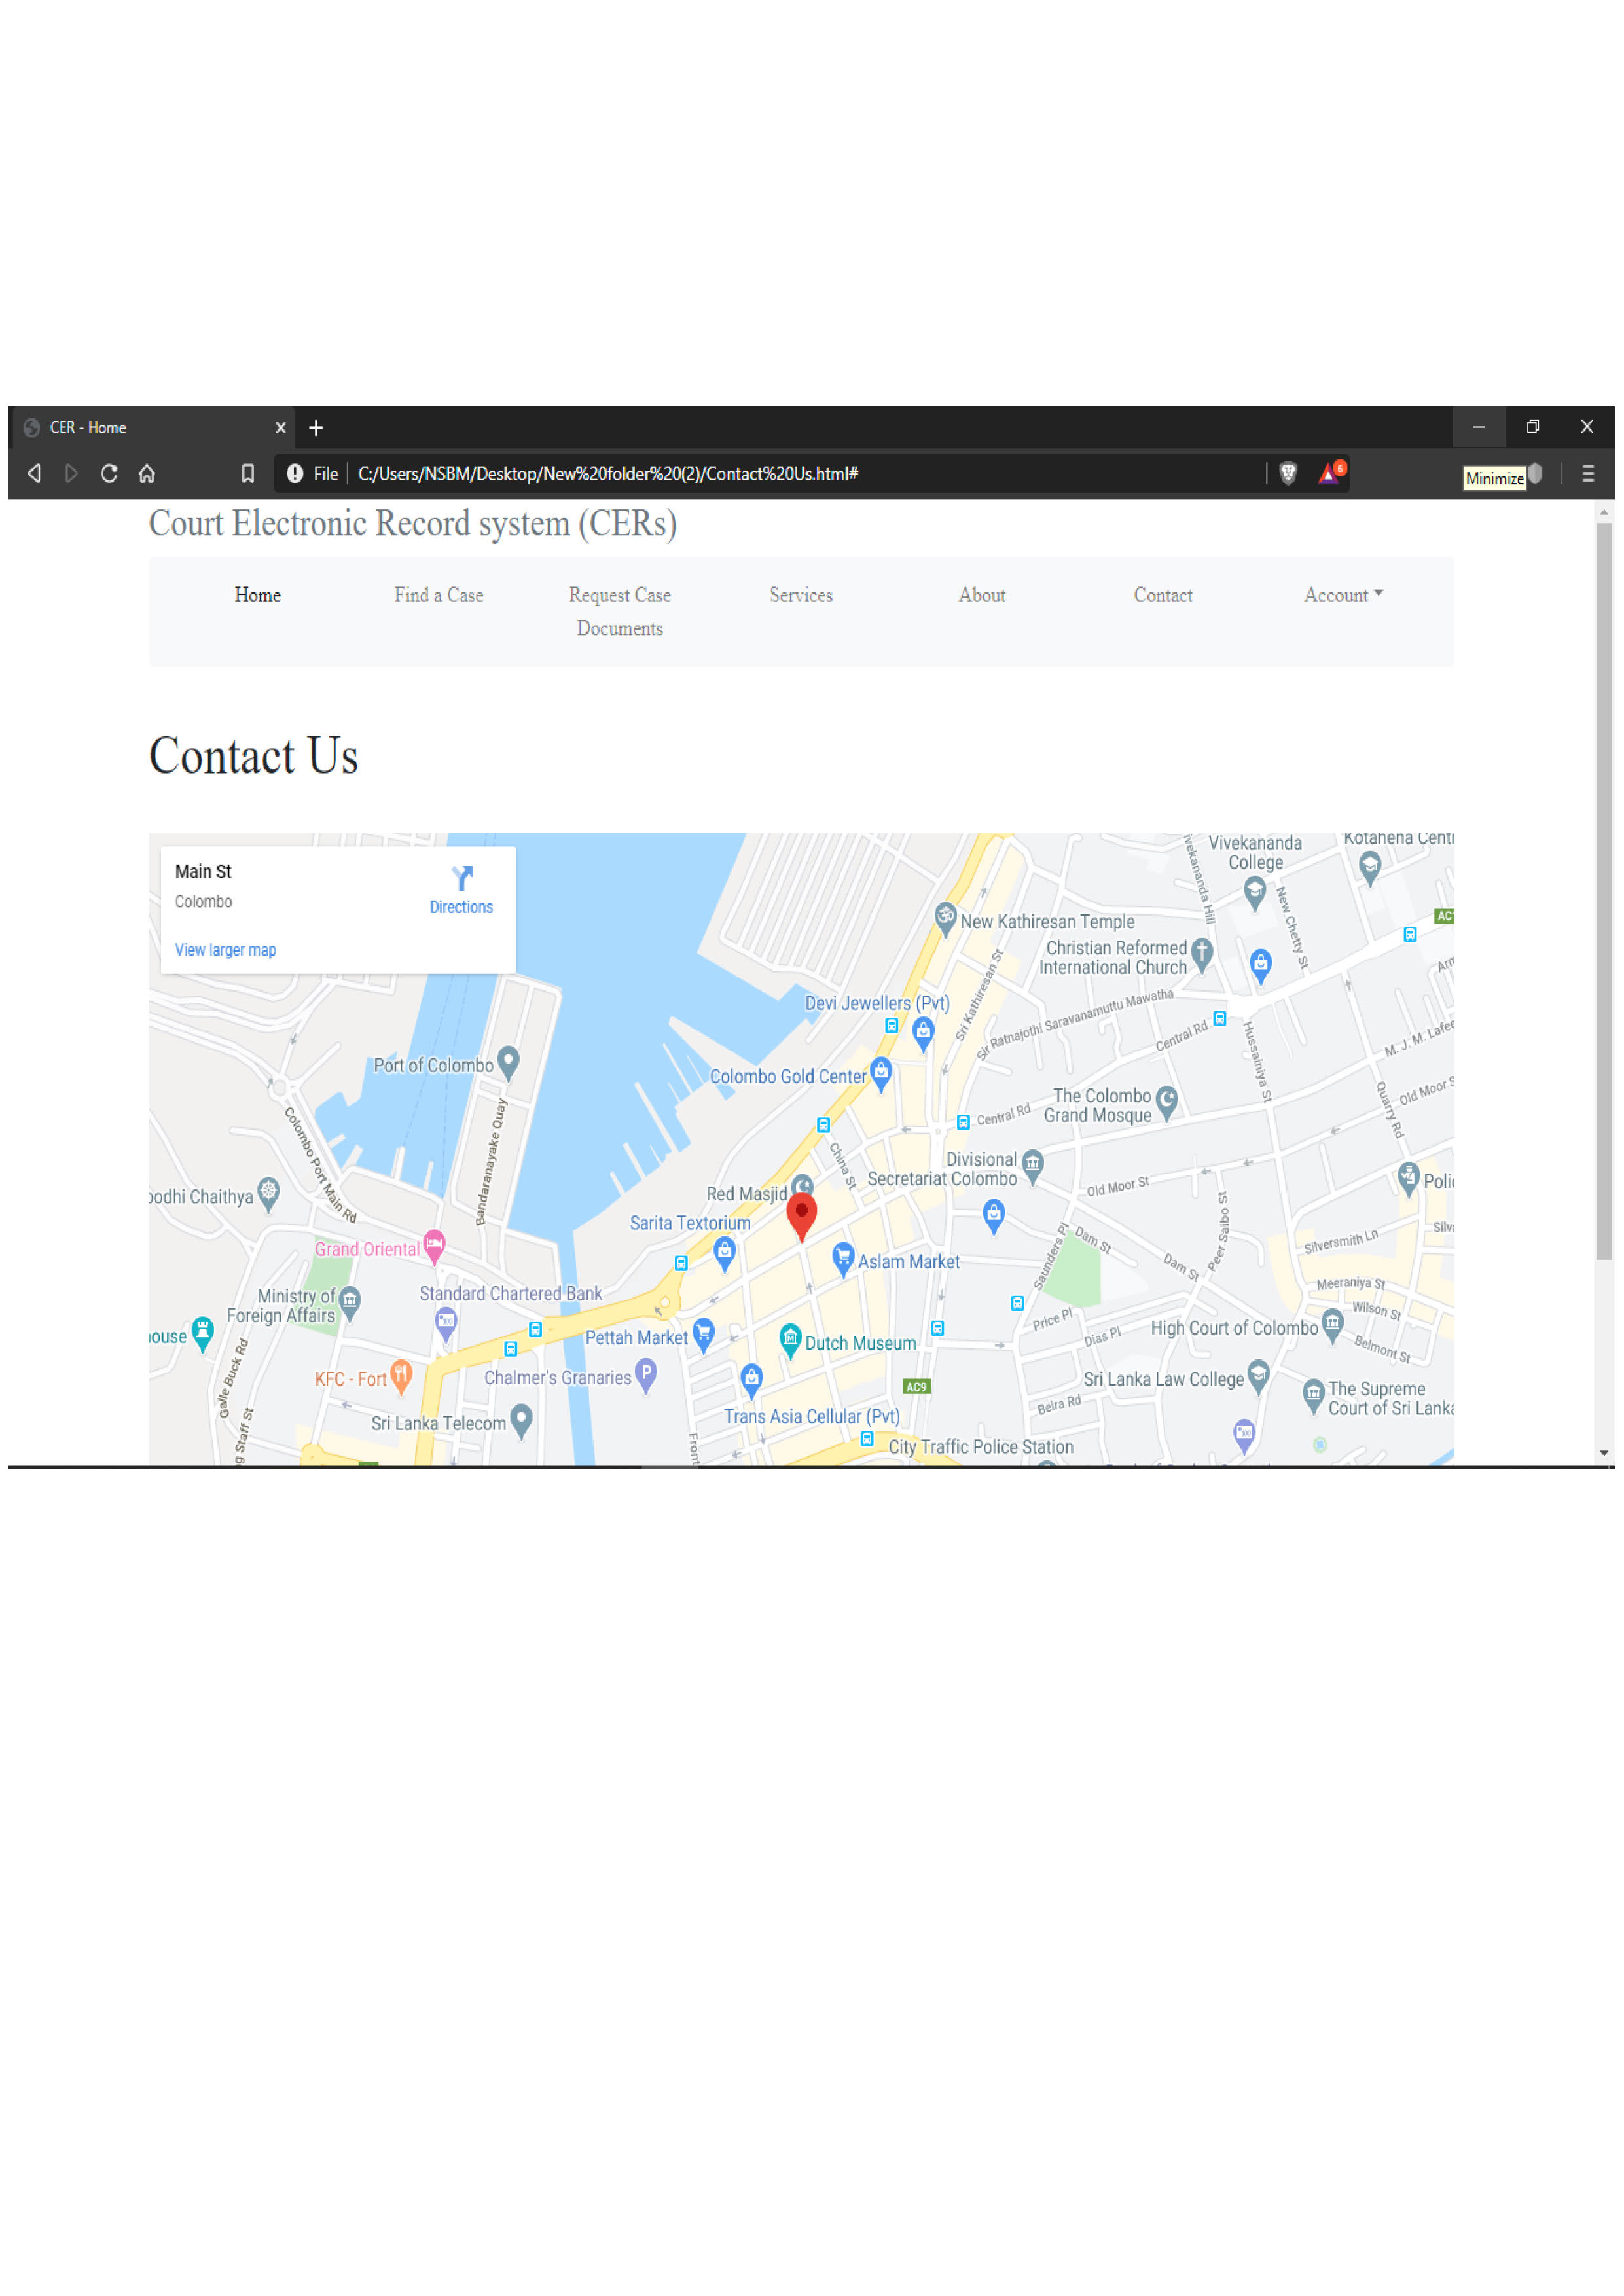 CER - Home
File
C:/Users/NSBM/Desktop/New%20folder%20(2)/Contact%20Us.html#
6
Minimize
Court Electronic Record system (CERs)
Home
Find a Case
Request Case
Documents
Services
About
Contact
Account
Contact Us
Main St
Colombo
Directions
View larger map
Vivekananda
College
Kotahena Centr
vekananda Hill
New Chetty St
AC
New Kathiresan Temple
Christian Reformed
International Church
Sri Kathiresan St
Devi Jewellers (Pvt)
Sir Ratnajothi Saravanamuttu Mawatha
Central Rd
Hussainiya St
M. J. M. Lafee
Port of Colombo
Colombo Gold Center
The Colombo
Grand Mosque
Central Rd
Quarry Rd
Old Moor S
Colombo Port Main Rd
Bandaranayake Quay
China St
Divisional
Secretariat Colombo
Old Moor St
oodhi Chaithya
Red Masjid
Polic
Sarita Textorium
Peer Saibo St
Silva
Grand Oriental
Aslam Market
Saunders Pl
Dam St
Dam St
Silversmith Ln
Ministry of
Foreign Affairs
Standard Chartered Bank
Meeraniya St
Wilson St
ouse
Pettah Market
Dutch Museum
Price Pl
Dias Pl
High Court of Colombo
Belmont St
Galle Buck Rd
KFC - Fort
Chalmer's Granaries
P
AC9
Sri Lanka Law College
The Supreme
Court of Sri Lanka
Beira Rd
Sri Lanka Telecom
Trans Asia Cellular (Pvt)
g Staff St
Front
City Traffic Police Station